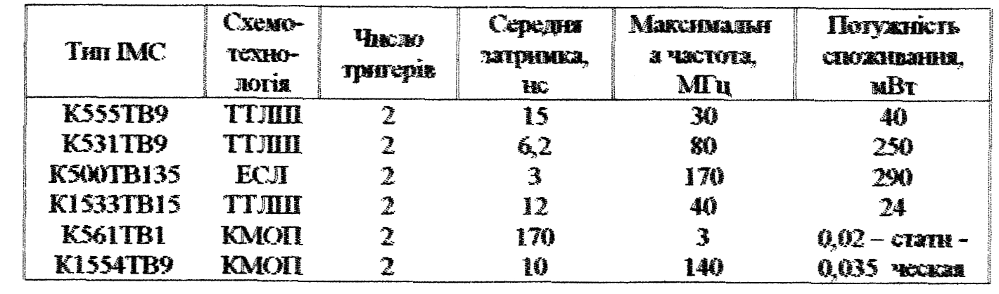 Тип ІМС Схемо- техно- логія Число тригерів Середня затримка, нс Максимальн а частота, МГц Потужність споживання, мВт
К555ТВ9 ТТЛШ 2 15 30 40
К531ТВ9 ТТЛШ 2 6,2 80 250
К500ТВ135 ЕСЛ 2 3 170 290
К1533ТВ15 ТТЛШ 2 12 40 24
К561ТВ1 КМОП 2 170 3 0,02 – стати -
К1554ТВ9 КМОП 2 10 140 0,035 ческая